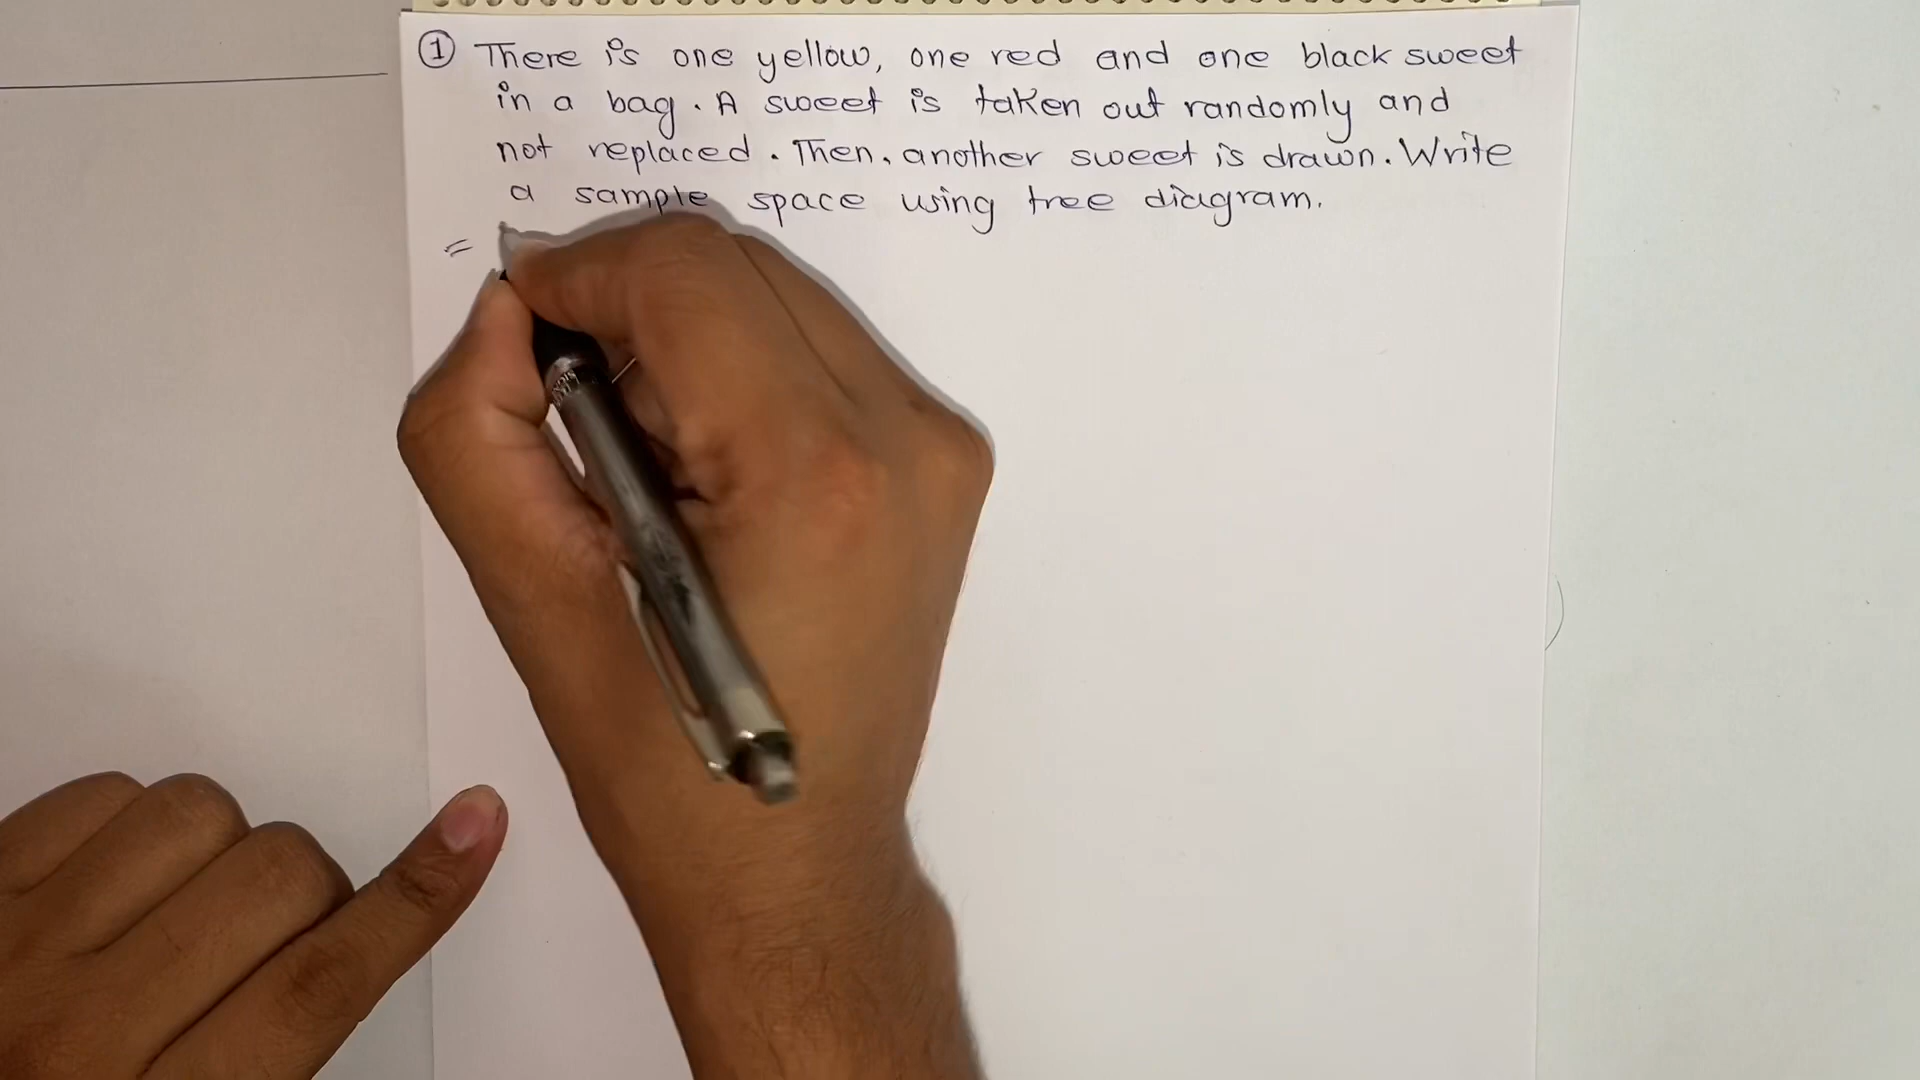 ① There is one yellow, one red and one black sweet
in a bag. A sweet is taken out randomly and
not replaced. Then, another sweet is drawn. Write
a sample space using tree diagram.
=